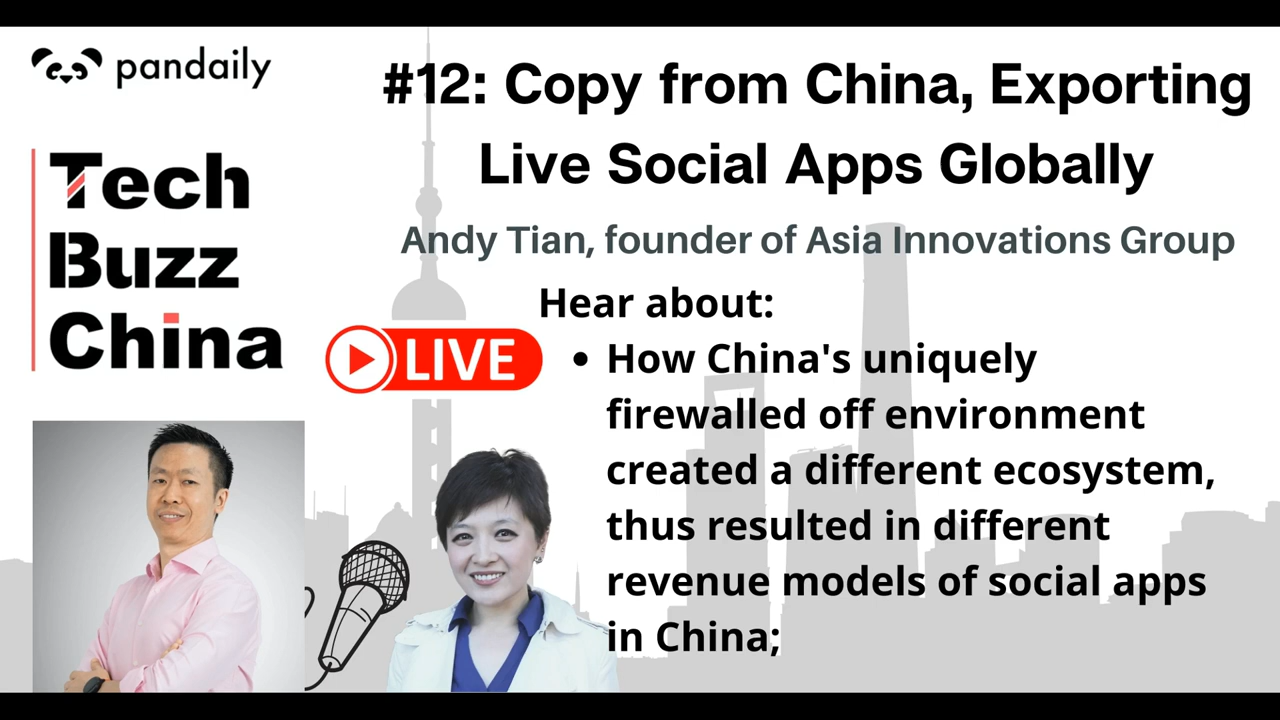 pandaily
#12: Copy from China, Exporting
Live Social Apps Globally
Tech
Buzz
China
Andy Tian, founder of Asia Innovations Group
Hear about:
LIVE
• How China's uniquely
firewalled off environment
created a different ecosystem,
thus resulted in different
revenue models of social apps
in China;